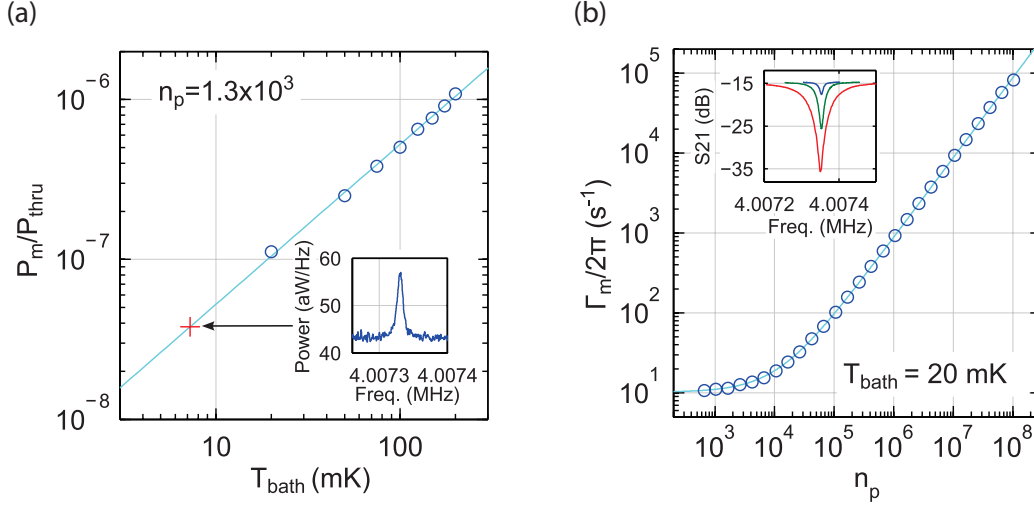 (a)
P_m/P_thru
10^-6
10^-7
10^-8
n_p=1.3x10^3
10
100
T_bath (mK)
Power (aW/Hz)
60
50
40
4.0073
4.0074
Freq. (MHz)
(b)
Γ_m/2π (s^-1)
10^5
10^4
10^3
10^2
10^1
S21 (dB)
-15
-25
-35
4.0072
4.0074
Freq. (MHz)
T_bath = 20 mK
10^3
10^4
10^5
10^6
10^7
10^8
n_p